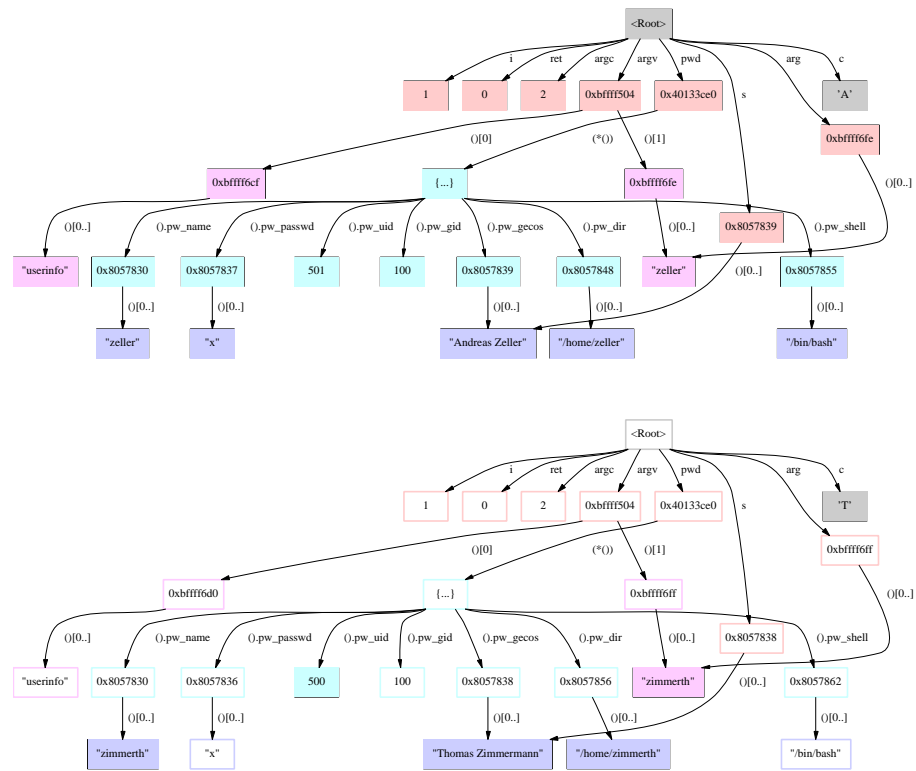 <Root>
i ret argc argv pwd s arg c
1 0 2 0xbffff504 0x40133ce0 'A'
()[0] (*()) ()[1] 0xbffff6fe
0xbffff6cf {...} 0xbffff6fe ()[0..]
()[0..] ().pw_name ().pw_passwd ().pw_uid ().pw_gid ().pw_gecos ().pw_dir ()[0..] 0x8057839 ().pw_shell
"userinfo" 0x8057830 0x8057837 501 100 0x8057839 0x8057848 "zeller" ()[0..] 0x8057855
()[0..] ()[0..] ()[0..] ()[0..] ()[0..]
"zeller" "x" "Andreas Zeller" "/home/zeller" "/bin/bash"
<Root>
i ret argc argv pwd s arg c
1 0 2 0xbffff504 0x40133ce0 'T'
()[0] (*()) ()[1] 0xbffff6ff
0xbffff6d0 {...} 0xbffff6ff ()[0..]
()[0..] ().pw_name ().pw_passwd ().pw_uid ().pw_gid ().pw_gecos ().pw_dir ()[0..] 0x8057838 ().pw_shell
"userinfo" 0x8057830 0x8057836 500 100 0x8057838 0x8057856 "zimmerth" ()[0..] 0x8057862
()[0..] ()[0..] ()[0..] ()[0..] ()[0..]
"zimmerth" "x" "Thomas Zimmermann" "/home/zimmerth" "/bin/bash"